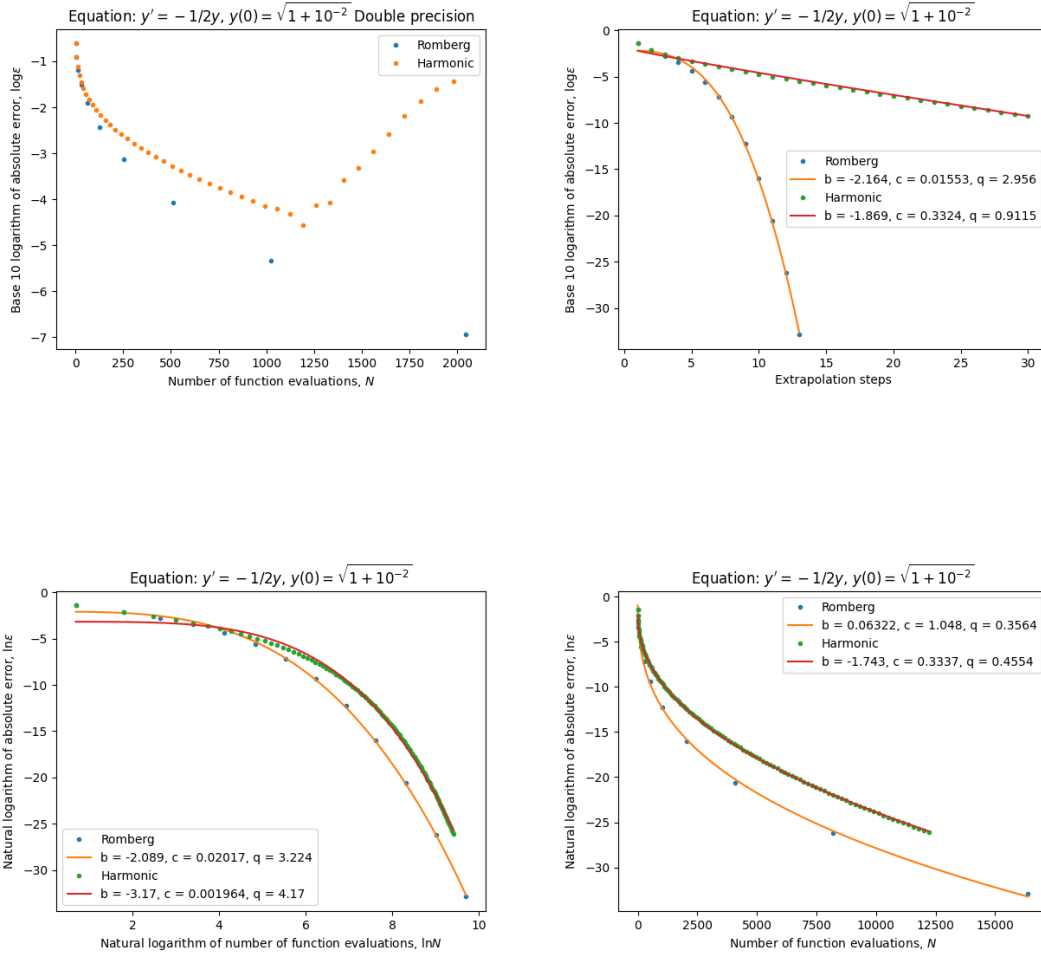 Equation: y′ = −1/2y, y(0) = √1 + 10⁻² Double precision
Base 10 logarithm of absolute error, logε
−1
−2
−3
−4
−5
−6
−7
Romberg
Harmonic
0 250 500 750 1000 1250 1500 1750 2000
Number of function evaluations, N
Equation: y′ = −1/2y, y(0) = √1 + 10⁻²
Base 10 logarithm of absolute error, logε
0
−5
−10
−15
−20
−25
−30
Romberg
b = -2.164, c = 0.01553, q = 2.956
Harmonic
b = -1.869, c = 0.3324, q = 0.9115
0 5 10 15 20 25 30
Extrapolation steps
Equation: y′ = −1/2y, y(0) = √1 + 10⁻²
Natural logarithm of absolute error, lnε
0
−5
−10
−15
−20
−25
−30
Romberg
b = -2.089, c = 0.02017, q = 3.224
Harmonic
b = -3.17, c = 0.001964, q = 4.17
2 4 6 8 10
Natural logarithm of number of function evaluations, lnN
Equation: y′ = −1/2y, y(0) = √1 + 10⁻²
Natural logarithm of absolute error, lnε
0
−5
−10
−15
−20
−25
−30
Romberg
b = 0.06322, c = 1.048, q = 0.3564
Harmonic
b = -1.743, c = 0.3337, q = 0.4554
0 2500 5000 7500 10000 12500 15000
Number of function evaluations, N